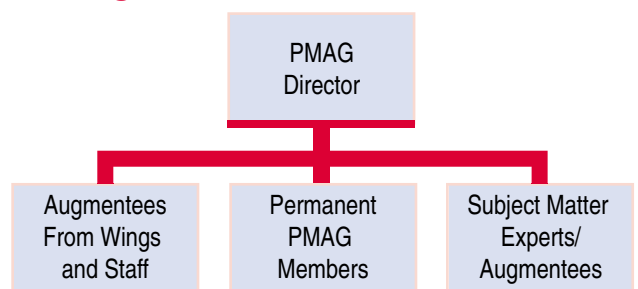 PMAG
Director
Augmentees
From Wings
and Staff
Permanent
PMAG
Members
Subject Matter
Experts/
Augmentees